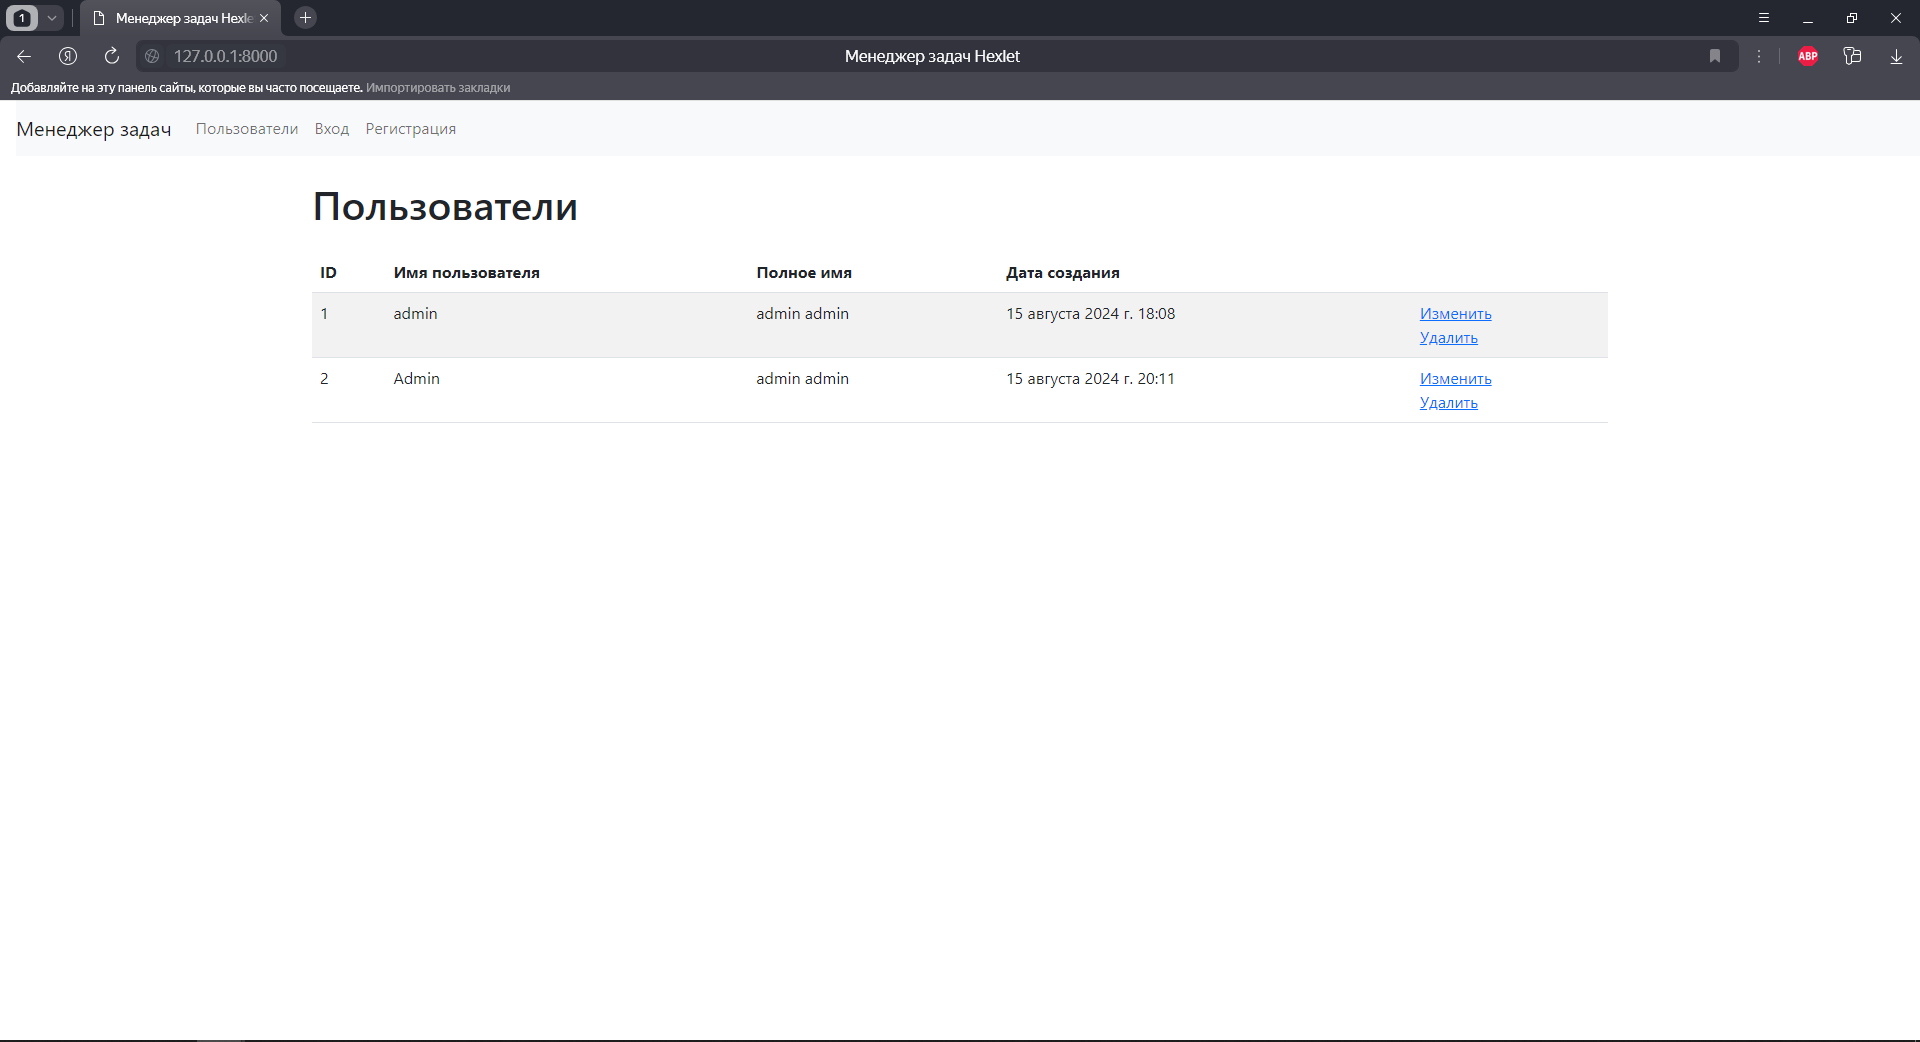 1
Менеджер задач Hexle
Я
127.0.0.1:8000
Менеджер задач Hexlet
ABP
Добавляйте на эту панель сайты, которые вы часто посещаете. Импортировать закладки
Менеджер задач Пользователи Вход Регистрация
Пользователи
ID Имя пользователя Полное имя Дата создания
1 admin admin admin 15 августа 2024 г. 18:08 Изменить
Удалить
2 Admin admin admin 15 августа 2024 г. 20:11 Изменить
Удалить